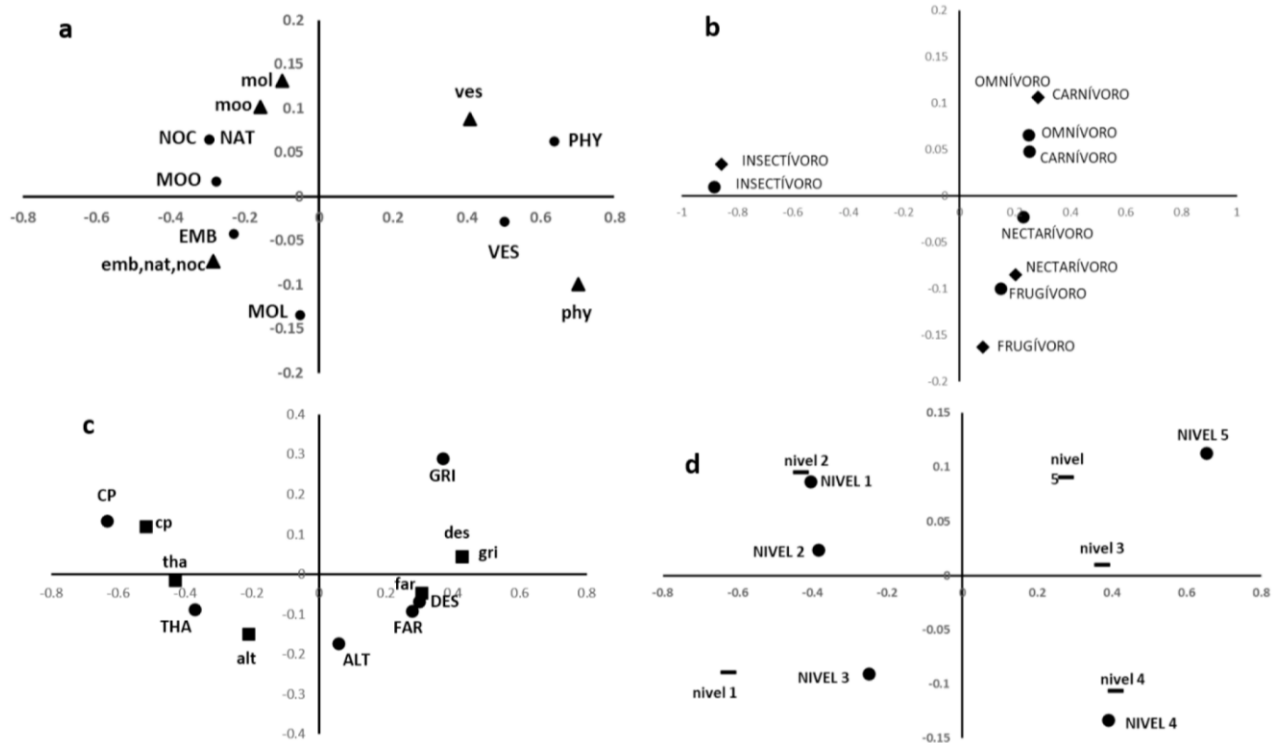 a
0.2
0.15
0.1
0.05
0
-0.05
-0.1
-0.15
-0.2
-0.8
-0.6
-0.4
-0.2
0
0.2
0.4
0.6
0.8
mol
moo
NOC
NAT
MOO
EMB
emb,nat,noc
MOL
ves
PHY
VES
phy
b
0.2
0.15
0.1
0.05
0
-0.05
-0.1
-0.15
-0.2
-1
-0.8
-0.6
-0.4
-0.2
0
0.2
0.4
0.6
0.8
1
OMNÍVORO
CARNÍVORO
OMNÍVORO
CARNÍVORO
INSECTÍVORO
INSECTÍVORO
NECTARÍVORO
NECTARÍVORO
FRUGÍVORO
FRUGÍVORO
c
0.4
0.3
0.2
0.1
0
-0.1
-0.2
-0.3
-0.4
-0.8
-0.6
-0.4
-0.2
0
0.2
0.4
0.6
0.8
CP
cp
tha
THA
alt
GRI
des
gri
far
DES
FAR
ALT
d
0.15
0.1
0.05
0
-0.05
-0.1
-0.15
-0.8
-0.6
-0.4
-0.2
0
0.2
0.4
0.6
0.8
nivel 2
NIVEL 1
NIVEL 2
nivel 1
NIVEL 3
NIVEL 5
nivel
5
nivel 3
nivel 4
NIVEL 4